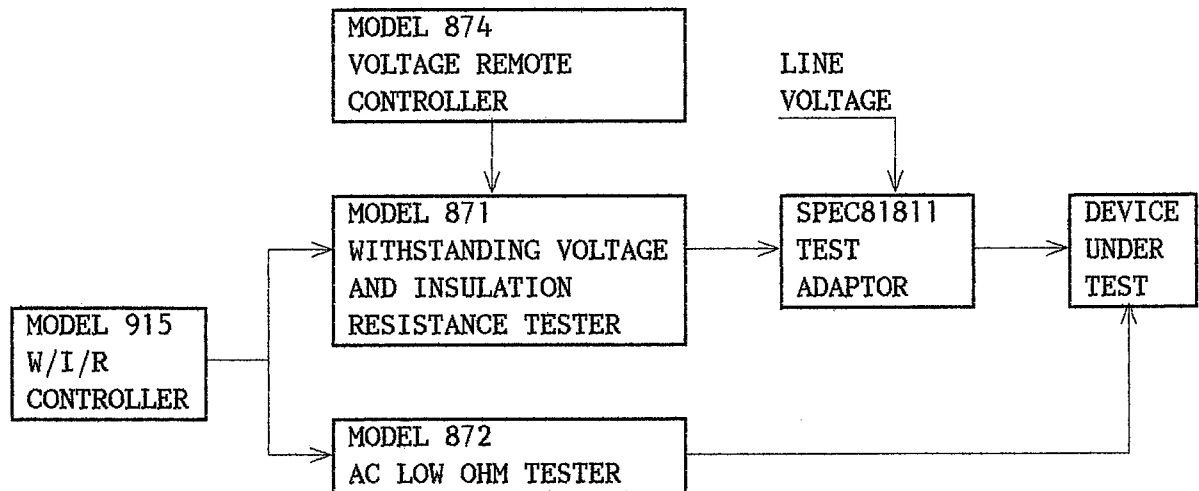 MODEL 874
VOLTAGE REMOTE
CONTROLLER
LINE
VOLTAGE
MODEL 871
WITHSTANDING VOLTAGE
AND INSULATION
RESISTANCE TESTER
SPEC81811
TEST
ADAPTOR
DEVICE
UNDER
TEST
MODEL 915
W/I/R
CONTROLLER
MODEL 872
AC LOW OHM TESTER